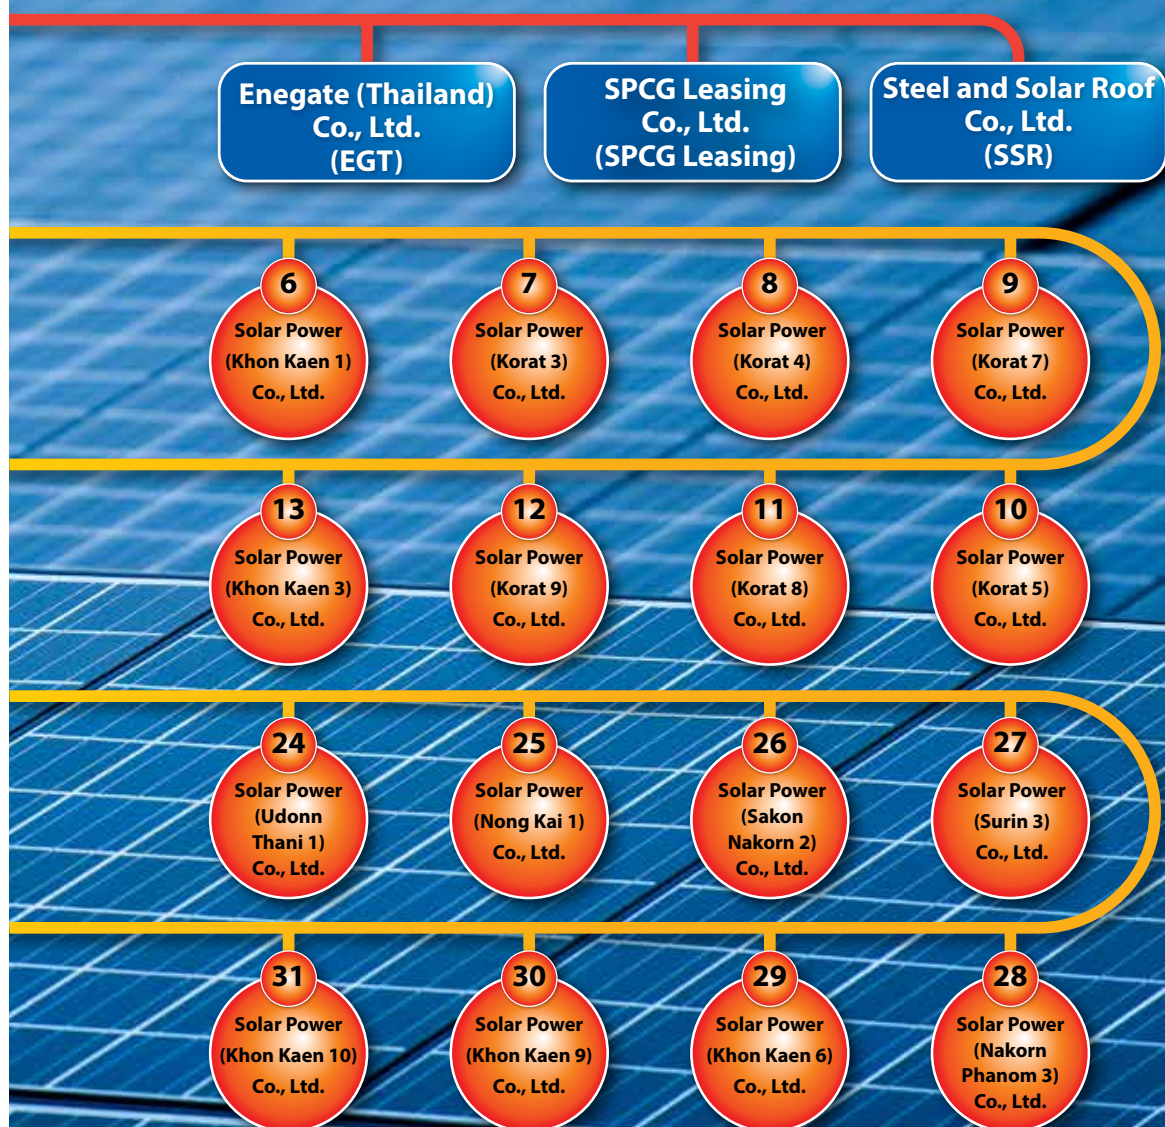 Enegate (Thailand)
Co., Ltd.
(EGT)
SPCG Leasing
Co., Ltd.
(SPCG Leasing)
Steel and Solar Roof
Co., Ltd.
(SSR)
6
Solar Power
(Khon Kaen 1)
Co., Ltd.
7
Solar Power
(Korat 3)
Co., Ltd.
8
Solar Power
(Korat 4)
Co., Ltd.
9
Solar Power
(Korat 7)
Co., Ltd.
13
Solar Power
(Khon Kaen 3)
Co., Ltd.
12
Solar Power
(Korat 9)
Co., Ltd.
11
Solar Power
(Korat 8)
Co., Ltd.
10
Solar Power
(Korat 5)
Co., Ltd.
24
Solar Power
(Udonn
Thani 1)
Co., Ltd.
25
Solar Power
(Nong Kai 1)
Co., Ltd.
26
Solar Power
(Sakon
Nakorn 2)
Co., Ltd.
27
Solar Power
(Surin 3)
Co., Ltd.
31
Solar Power
(Khon Kaen 10)
Co., Ltd.
30
Solar Power
(Khon Kaen 9)
Co., Ltd.
29
Solar Power
(Khon Kaen 6)
Co., Ltd.
28
Solar Power
(Nakorn
Phanom 3)
Co., Ltd.